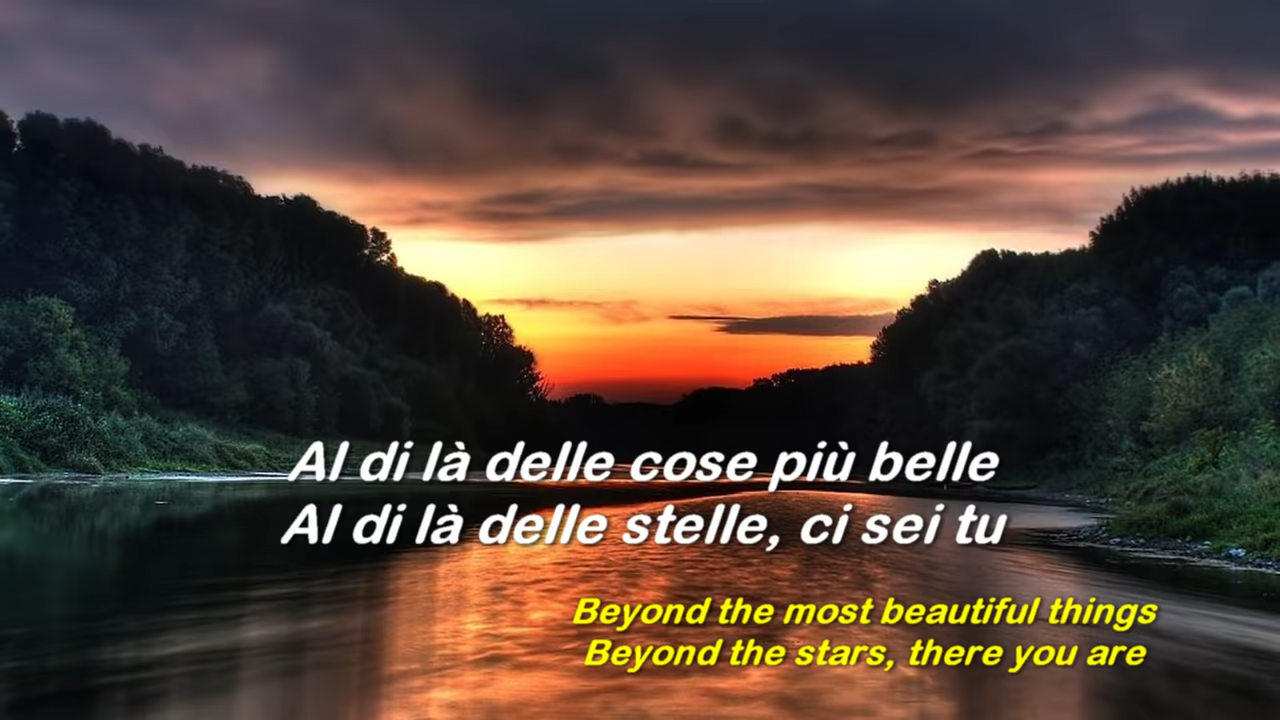 Al di là delle cose più belle
Al di là delle stelle, ci sei tu
Beyond the most beautiful things
Beyond the stars, there you are